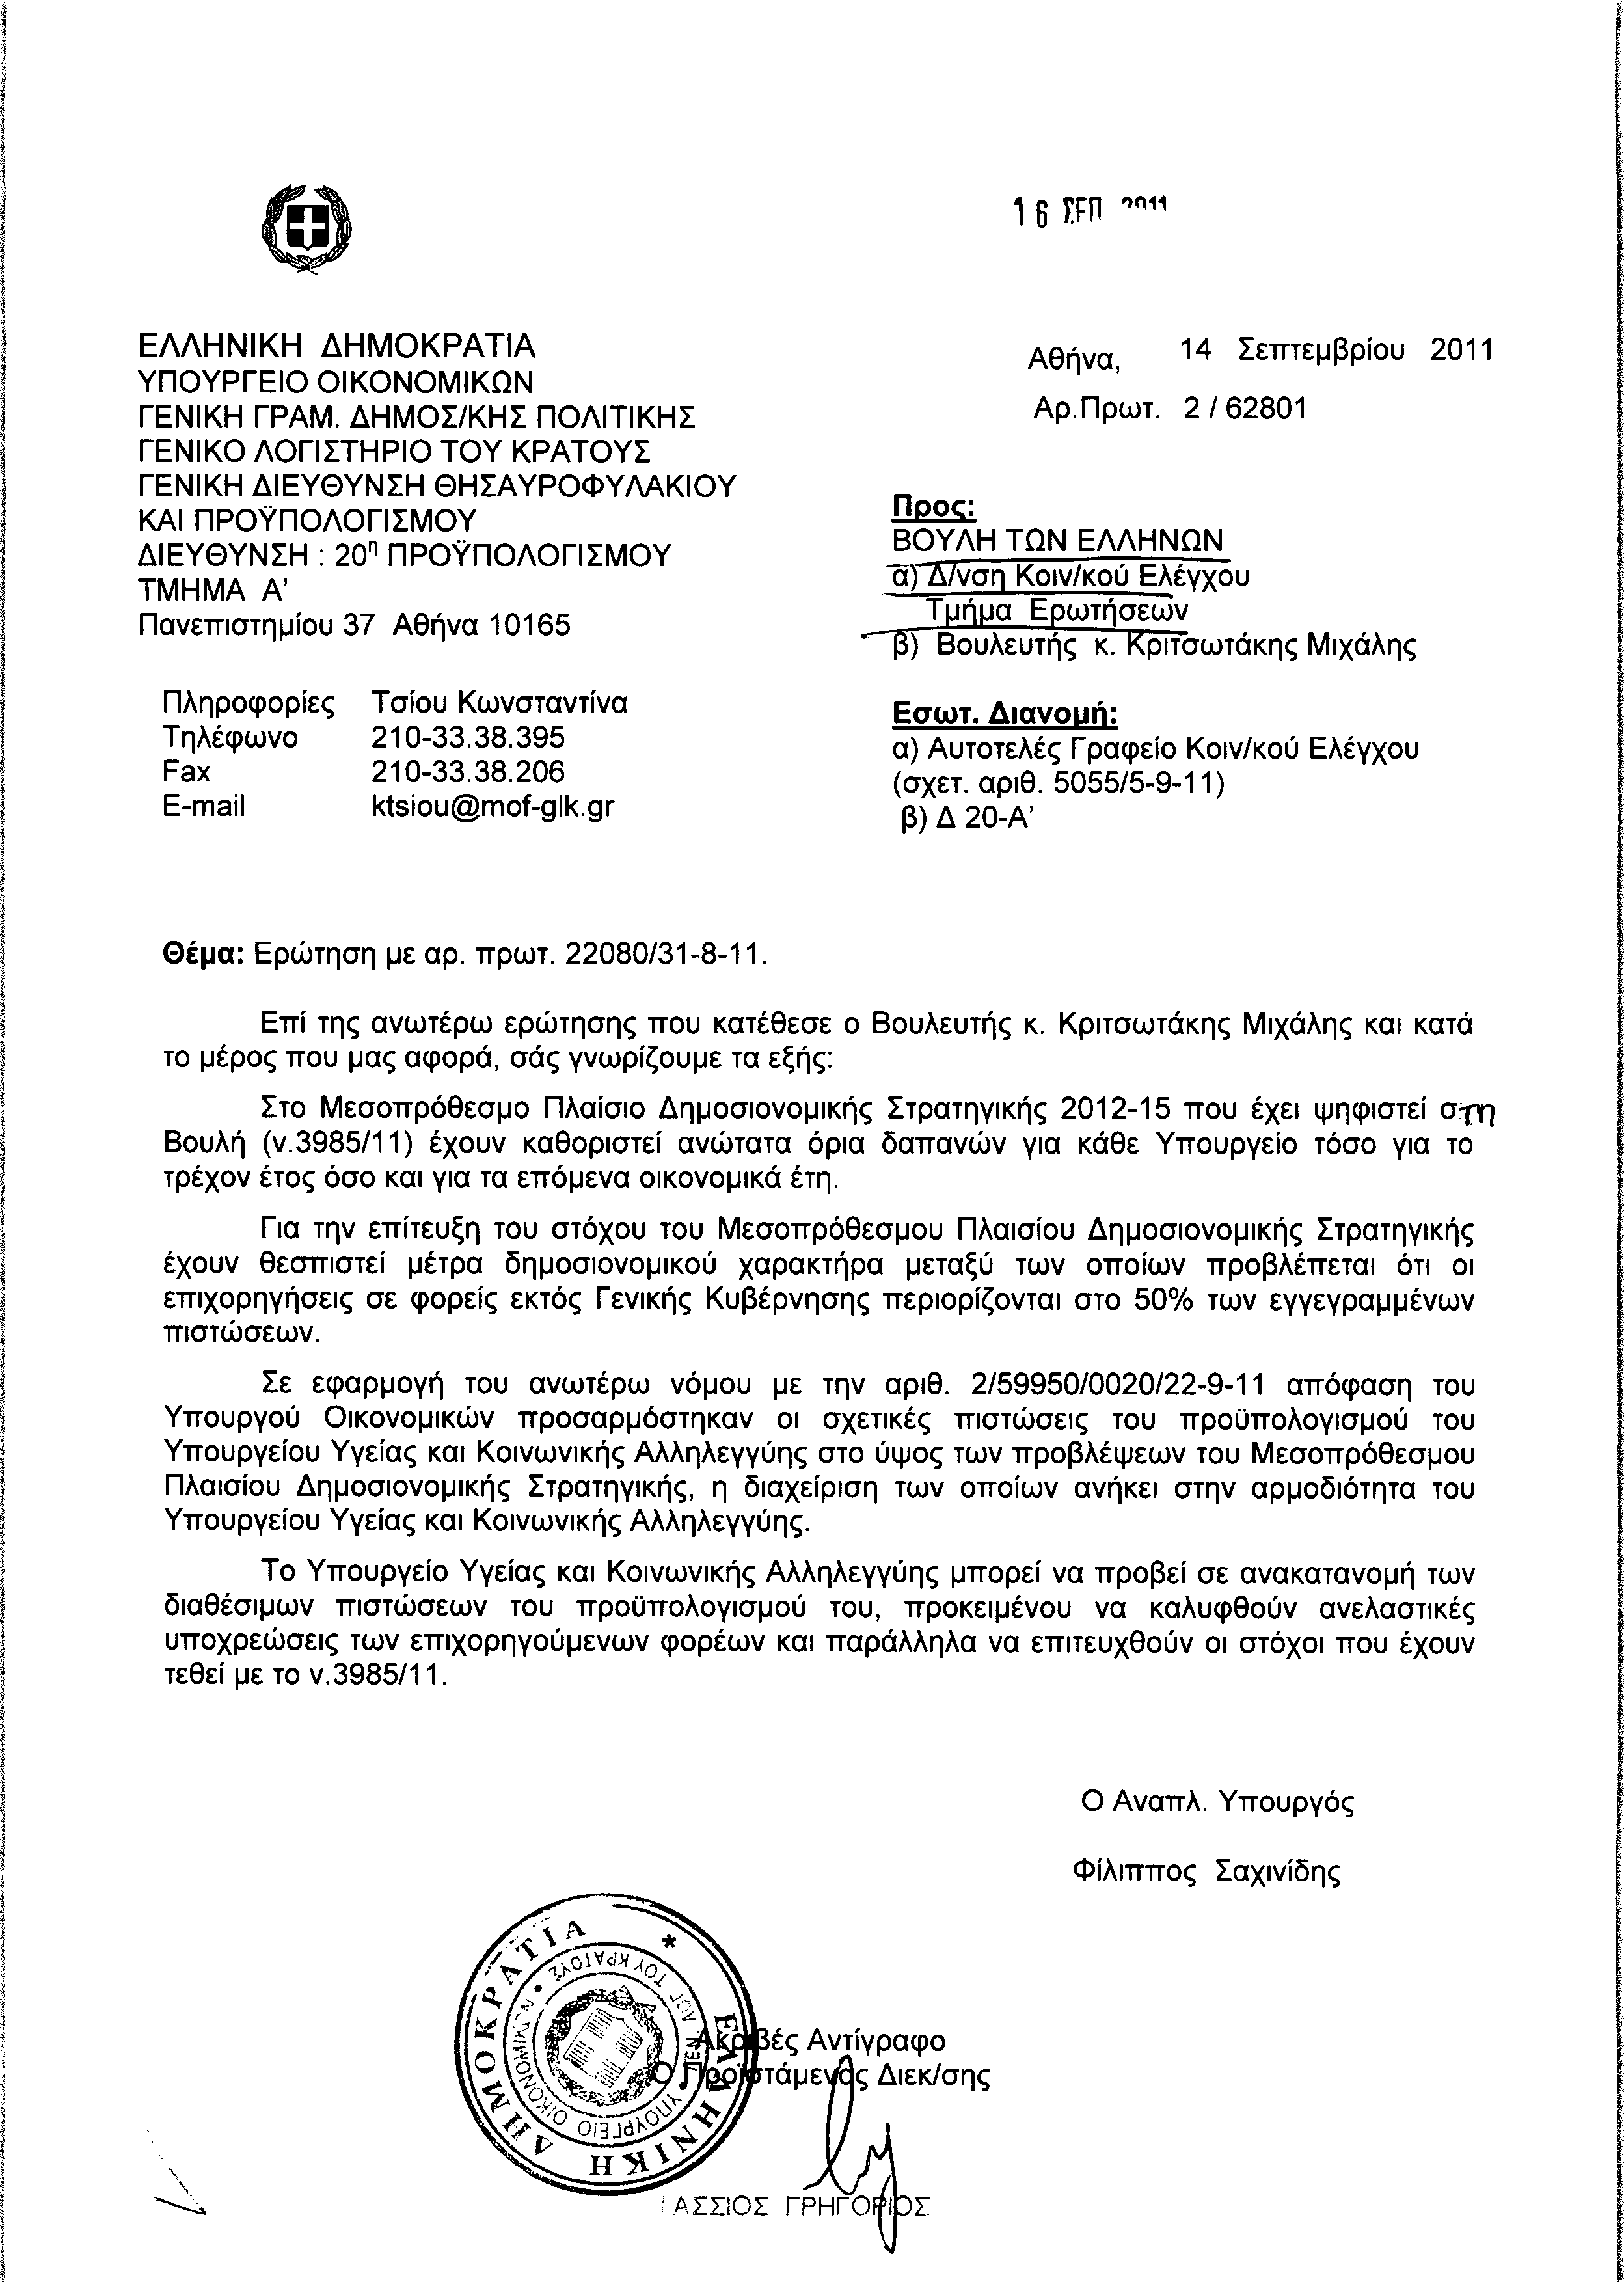 1 6 ΣΕΠ. 2011
ΕΛΛΗΝΙΚΗ ΔΗΜΟΚΡΑΤΙΑ
ΥΠΟΥΡΓΕΙΟ ΟΙΚΟΝΟΜΙΚΩΝ
ΓΕΝΙΚΗ ΓΡΑΜ. ΔΗΜΟΣ/ΚΗΣ ΠΟΛΙΤΙΚΗΣ
ΓΕΝΙΚΟ ΛΟΓΙΣΤΗΡΙΟ ΤΟΥ ΚΡΑΤΟΥΣ
ΓΕΝΙΚΗ ΔΙΕΥΘΥΝΣΗ ΘΗΣΑΥΡΟΦΥΛΑΚΙΟΥ
ΚΑΙ ΠΡΟΫΠΟΛΟΓΙΣΜΟΥ
ΔΙΕΥΘΥΝΣΗ : 20η ΠΡΟΫΠΟΛΟΓΙΣΜΟΥ
ΤΜΗΜΑ Α'
Πανεπιστημίου 37 Αθήνα 10165
Πληροφορίες Τσίου Κωνσταντίνα
Τηλέφωνο 210-33.38.395
Fax 210-33.38.206
E-mail ktsiou@mof-glk.gr
Αθήνα, 14 Σεπτεμβρίου 2011
Αρ.Πρωτ. 2 / 62801
Προς:
ΒΟΥΛΗ ΤΩΝ ΕΛΛΗΝΩΝ
α) Δ/νση Κοιν/κού Ελέγχου
Τμήμα Ερωτήσεων
β) Βουλευτής κ. Κριτσωτάκης Μιχάλης
Εσωτ. Διανομή:
α) Αυτοτελές Γραφείο Κοιν/κού Ελέγχου
(σχετ. αριθ. 5055/5-9-11)
β) Δ 20-Α'
Θέμα: Ερώτηση με αρ. πρωτ. 22080/31-8-11.
Επί της ανωτέρω ερώτησης που κατέθεσε ο Βουλευτής κ. Κριτσωτάκης Μιχάλης και κατά
το μέρος που μας αφορά, σάς γνωρίζουμε τα εξής:
Στο Μεσοπρόθεσμο Πλαίσιο Δημοσιονομικής Στρατηγικής 2012-15 που έχει ψηφιστεί στη
Βουλή (ν.3985/11) έχουν καθοριστεί ανώτατα όρια δαπανών για κάθε Υπουργείο τόσο για το
τρέχον έτος όσο και για τα επόμενα οικονομικά έτη.
Για την επίτευξη του στόχου του Μεσοπρόθεσμου Πλαισίου Δημοσιονομικής Στρατηγικής
έχουν θεσπιστεί μέτρα δημοσιονομικού χαρακτήρα μεταξύ των οποίων προβλέπεται ότι οι
επιχορηγήσεις σε φορείς εκτός Γενικής Κυβέρνησης περιορίζονται στο 50% των εγγεγραμμένων
πιστώσεων.
Σε εφαρμογή του ανωτέρω νόμου με την αριθ. 2/59950/0020/22-9-11 απόφαση του
Υπουργού Οικονομικών προσαρμόστηκαν οι σχετικές πιστώσεις του προϋπολογισμού του
Υπουργείου Υγείας και Κοινωνικής Αλληλεγγύης στο ύψος των προβλέψεων του Μεσοπρόθεσμου
Πλαισίου Δημοσιονομικής Στρατηγικής, η διαχείριση των οποίων ανήκει στην αρμοδιότητα του
Υπουργείου Υγείας και Κοινωνικής Αλληλεγγύης.
Το Υπουργείο Υγείας και Κοινωνικής Αλληλεγγύης μπορεί να προβεί σε ανακατανομή των
διαθέσιμων πιστώσεων του προϋπολογισμού του, προκειμένου να καλυφθούν ανελαστικές
υποχρεώσεις των επιχορηγούμενων φορέων και παράλληλα να επιτευχθούν οι στόχοι που έχουν
τεθεί με το ν.3985/11.
Ο Αναπλ. Υπουργός
Φίλιππος Σαχινίδης
ΕΛΛΗΝΙΚΗ ΔΗΜΟΚΡΑΤΙΑ
ΥΠΟΥΡΓΕΙΟ ΟΙΚΟΝΟΜΙΚΩΝ • ΓΕΝ. ΛΟΓ. ΤΟΥ ΚΡΑΤΟΥΣ
Ακριβές Αντίγραφο
Ο Προϊστάμενος Διεκ/σης
ΓΡΗΓΟΡΙΟΣ